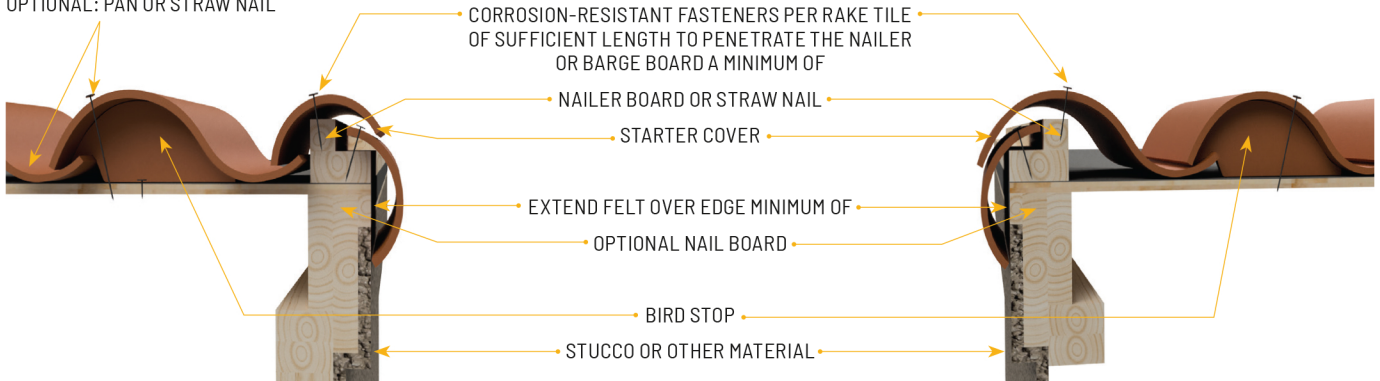 OPTIONAL: PAN OR STRAW NAIL
CORROSION-RESISTANT FASTENERS PER RAKE TILE
OF SUFFICIENT LENGTH TO PENETRATE THE NAILER
OR BARGE BOARD A MINIMUM OF
NAILER BOARD OR STRAW NAIL
STARTER COVER
EXTEND FELT OVER EDGE MINIMUM OF
OPTIONAL NAIL BOARD
BIRD STOP
STUCCO OR OTHER MATERIAL